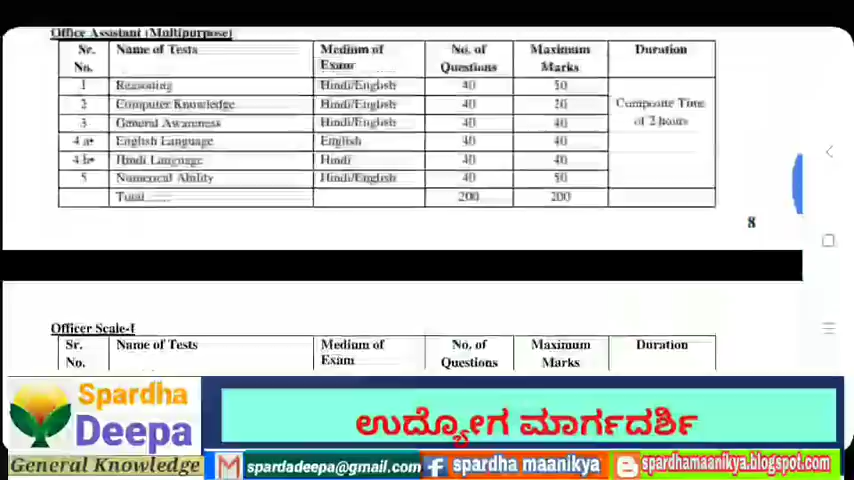 Office Assistant (Multipurpose)
Sr. No. Name of Tests Medium of Exam No. of Questions Maximum Marks Duration
1 Reasoning Hindi/English 40 50
2 Computer Knowledge Hindi/English 40 20
3 General Awareness Hindi/English 40 40
4 a* English Language English 40 40
4 b* Hindi Language Hindi 40 40
5 Numerical Ability Hindi/English 40 50
Total 200 200
Composite Time
of 2 hours
8
Officer Scale-I
Sr. No. Name of Tests Medium of Exam No. of Questions Maximum Marks Duration
Spardha
Deepa
General Knowledge
ಉದ್ಯೋಗ ಮಾರ್ಗದರ್ಶಿ
spardadeepa@gmail.com spardha maanikya spardhamaanikya.blogspot.com